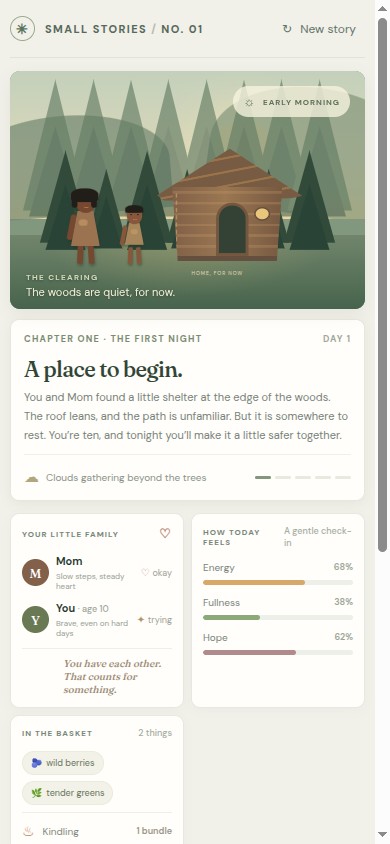 SMALL STORIES / NO. 01
↻ New story
EARLY MORNING
HOME, FOR NOW
THE CLEARING
The woods are quiet, for now.
CHAPTER ONE · THE FIRST NIGHT
DAY 1
A place to begin.
You and Mom found a little shelter at the edge of the woods.
The roof leans, and the path is unfamiliar. But it is somewhere to
rest. You're ten, and tonight you'll make it a little safer together.
Clouds gathering beyond the trees
YOUR LITTLE FAMILY
M
Mom
Slow steps, steady
heart
♡ okay
Y
You · age 10
Brave, even on hard
days
✦ trying
You have each other.
That counts for
something.
HOW TODAY
FEELS
A gentle check-
in
Energy
68%
Fullness
38%
Hope
62%
IN THE BASKET
2 things
wild berries
tender greens
Kindling
1 bundle